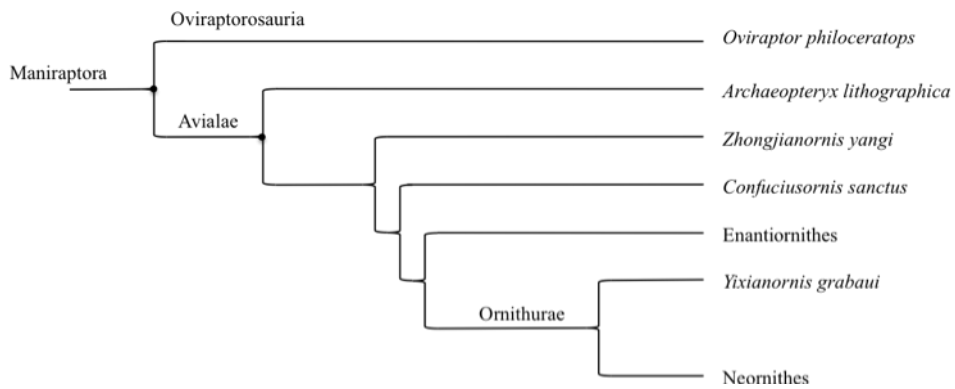 Oviraptorosauria
Oviraptor philoceratops
Maniraptora
Archaeopteryx lithographica
Avialae
Zhongjianornis yangi
Confuciusornis sanctus
Enantiornithes
Yixianornis grabaui
Ornithurae
Neornithes